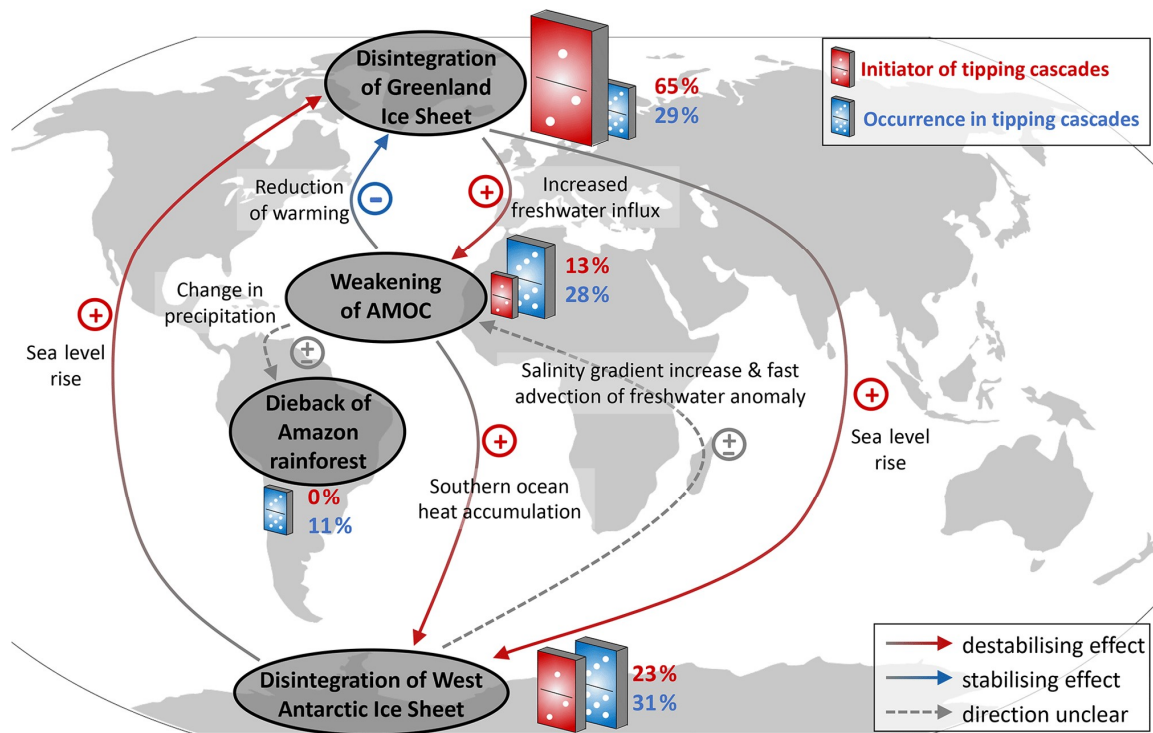 Disintegration
of Greenland
Ice Sheet
65%
29%
Initiator of tipping cascades
Occurrence in tipping cascades
Reduction
of warming
−
+
Increased
freshwater influx
Weakening
of AMOC
13%
28%
Change in
precipitation
±
+
Sea level
rise
Salinity gradient increase & fast
advection of freshwater anomaly
±
+
Sea level
rise
Dieback of
Amazon
rainforest
0%
11%
+
Southern ocean
heat accumulation
Disintegration of West
Antarctic Ice Sheet
23%
31%
destabilising effect
stabilising effect
direction unclear